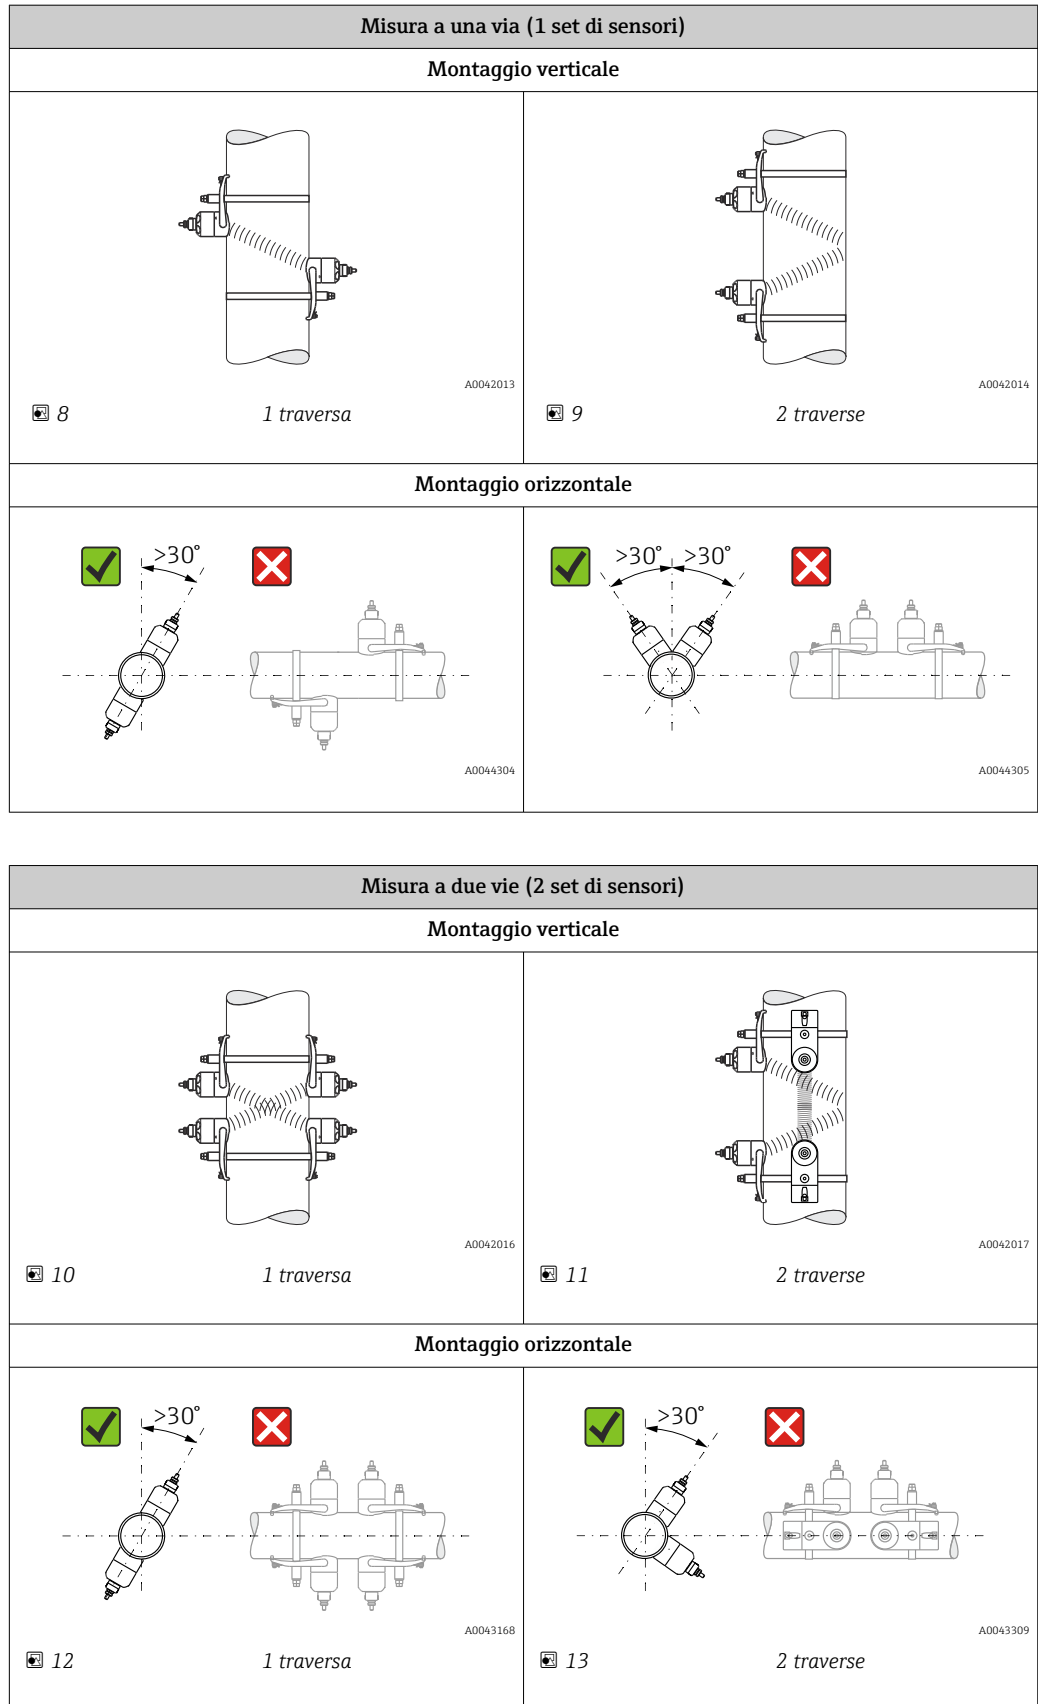 Misura a una via (1 set di sensori)
Montaggio verticale
A0042013
A0042014
8 1 traversa
9 2 traverse
Montaggio orizzontale
>30°
>30° >30°
A0044304
A0044305
Misura a due vie (2 set di sensori)
Montaggio verticale
A0042016
A0042017
10 1 traversa
11 2 traverse
Montaggio orizzontale
>30°
>30°
A0043168
A0043309
12 1 traversa
13 2 traverse